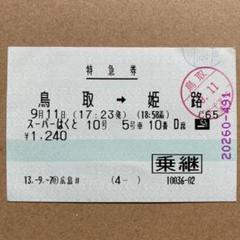 特急券
鳥取 → 姫路
9月11日 (17:23発) (18:58着) C65
スーパーはくと 10号 5号車 10番 D席
¥1,240
乗継
13.-9.-7 広島 (4- ) 10036-02
鳥取
.11
20260-491